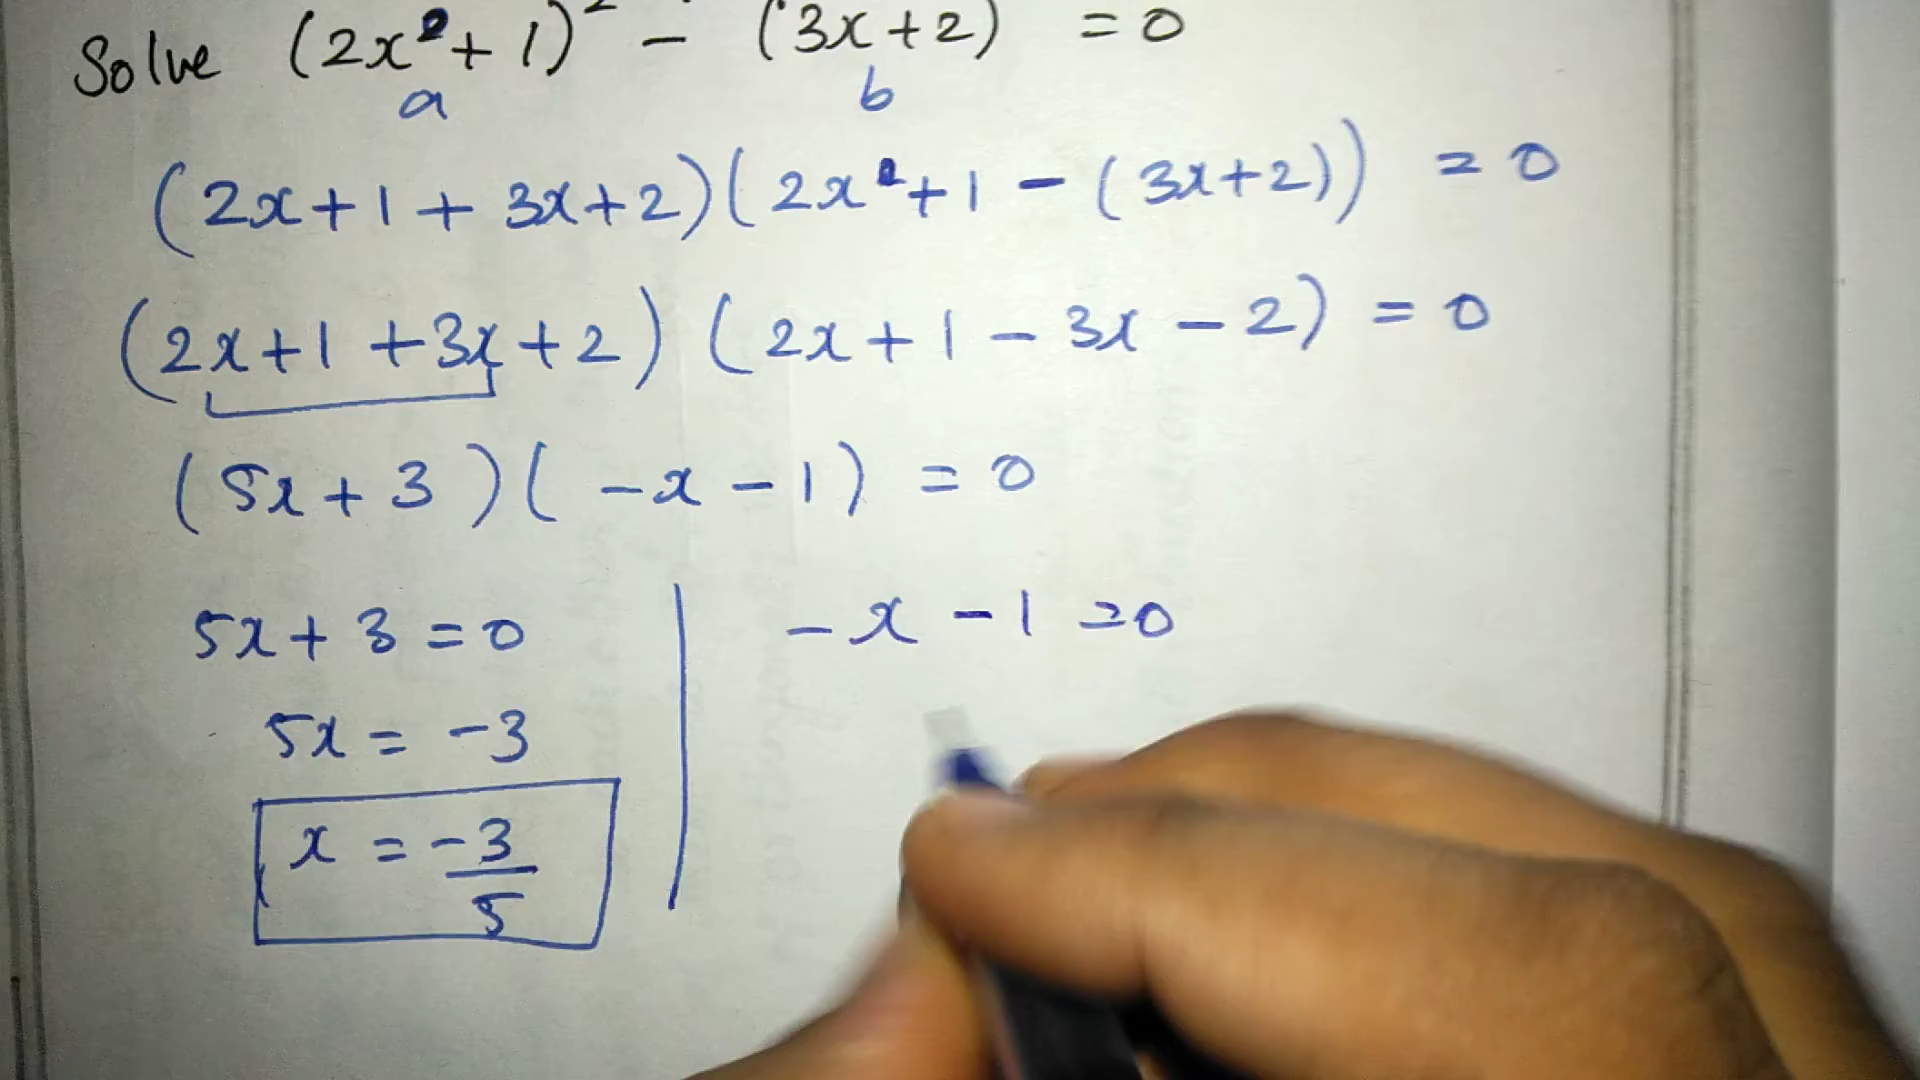 Solve (2x²+1)² - (3x+2) = 0
a b
(2x+1+3x+2)(2x²+1-(3x+2)) = 0
(2x+1+3x+2)(2x+1-3x-2) = 0
(5x+3)(-x-1) = 0
5x+3=0 -x-1=0
5x = -3
x = -3/5